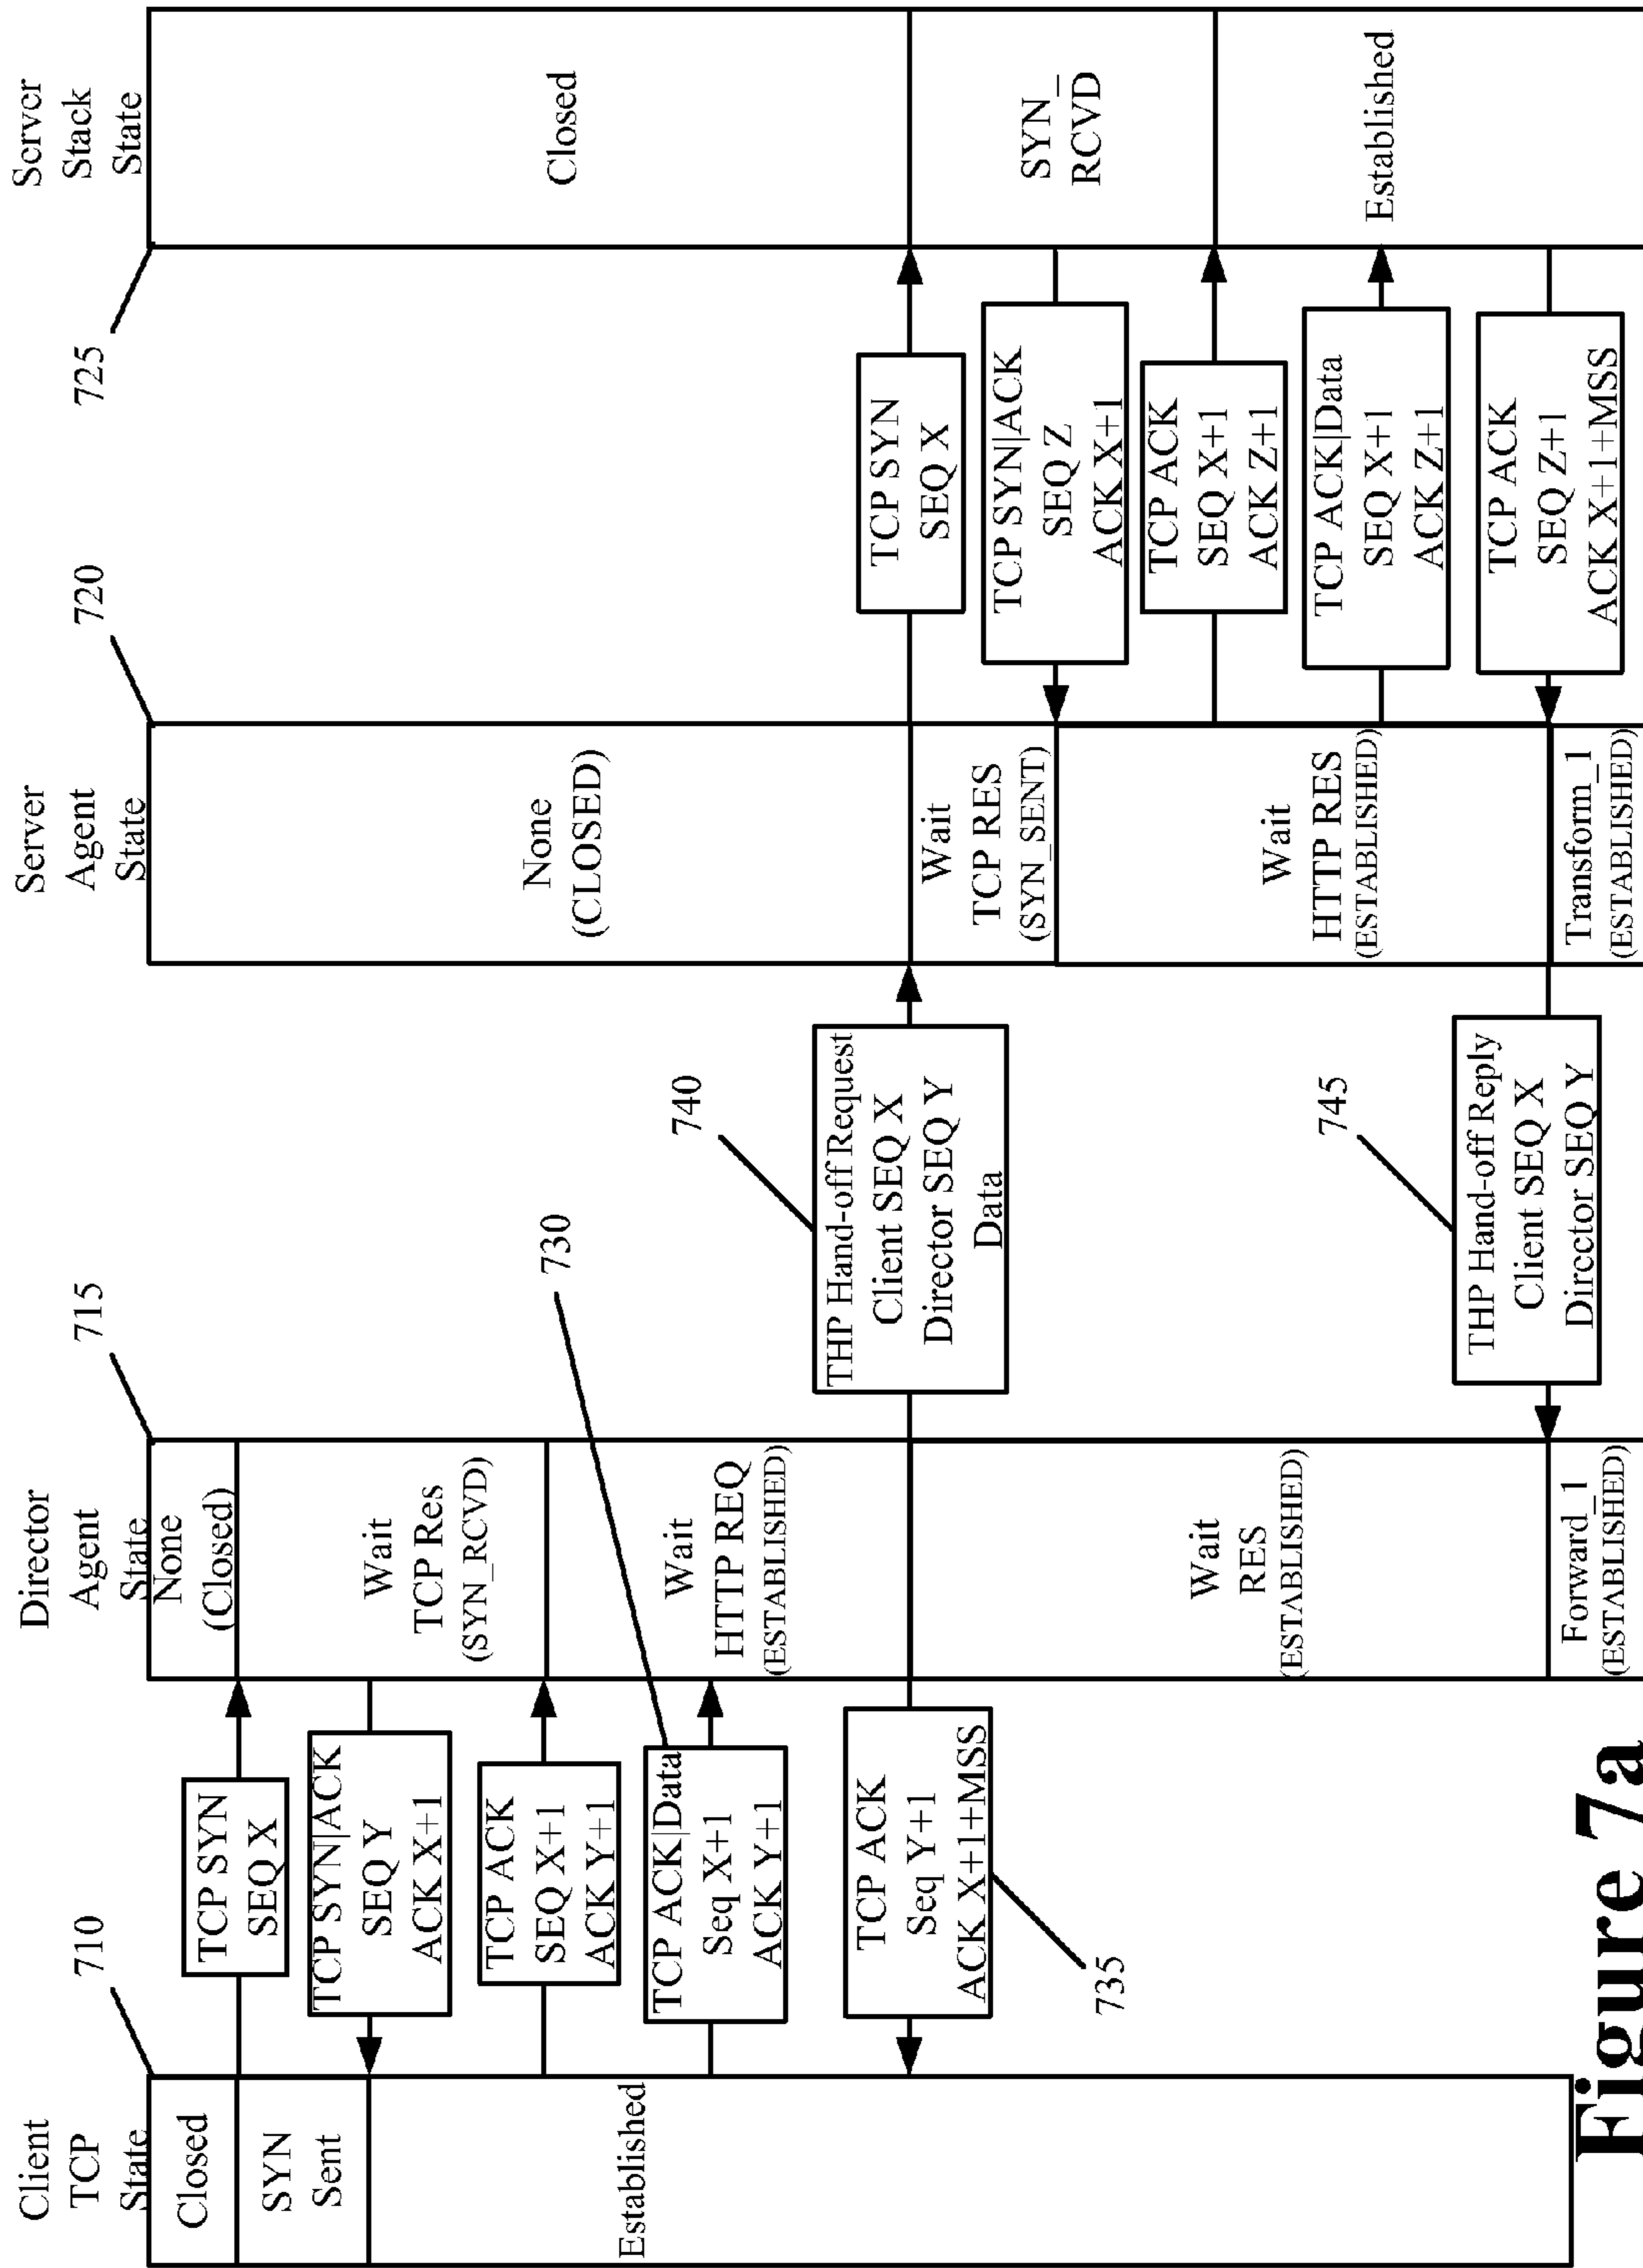 Client
TCP
State
Closed
SYN
Sent
Established
710
TCP SYN
SEQ X
TCP SYN|ACK
SEQ Y
ACK X+1
TCP ACK
SEQ X+1
ACK Y+1
TCP ACK|Data
Seq X+1
ACK Y+1
730
TCP ACK
Seq Y+1
ACK X+1+MSS
735
Director
Agent
State
None
(Closed)
Wait
TCP Res
(SYN_RCVD)
Wait
HTTP REQ
(ESTABLISHED)
Wait
RES
(ESTABLISHED)
Forward_1
(ESTABLISHED)
715
THP Hand-off Request
Client SEQ X
Director SEQ Y
Data
740
THP Hand-off Reply
Client SEQ X
Director SEQ Y
745
Server
Agent
State
None
(CLOSED)
Wait
TCP RES
(SYN_SENT)
Wait
HTTP RES
(ESTABLISHED)
Transform_1
(ESTABLISHED)
720
TCP SYN
SEQ X
TCP SYN|ACK
SEQ Z
ACK X+1
TCP ACK
SEQ X+1
ACK Z+1
TCP ACK|Data
SEQ X+1
ACK Z+1
TCP ACK
SEQ Z+1
ACK X+1+MSS
Server
Stack
State
Closed
SYN_
RCVD
Established
725
Figure 7a